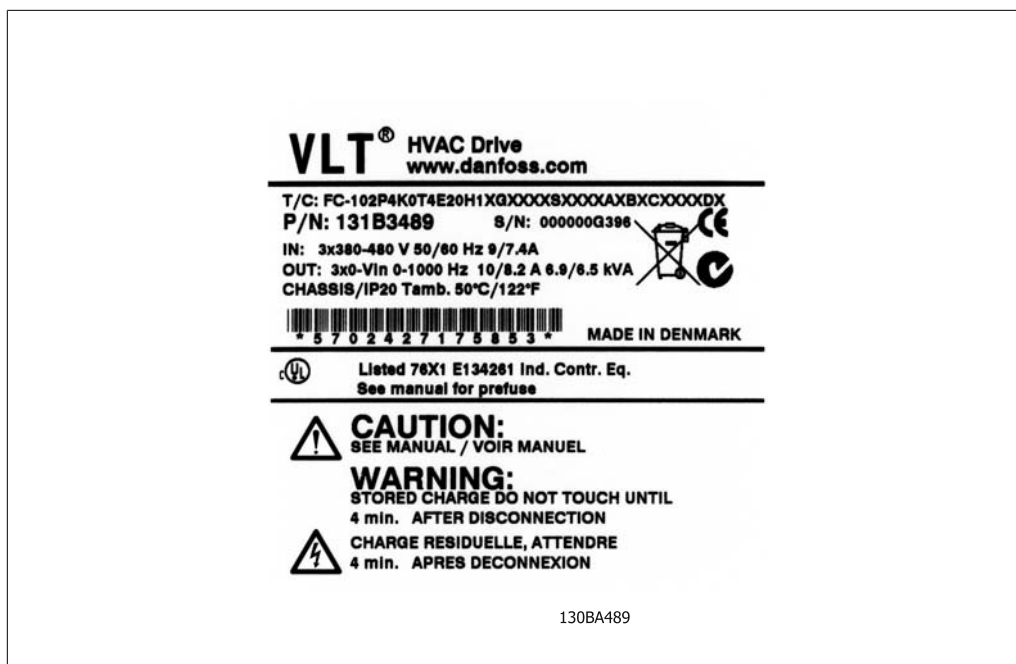 VLT® HVAC Drive
www.danfoss.com
T/C: FC-102P4K0T4E20H1XGXXXXSXXXXAXBXCXXXXDX
P/N: 131B3489 S/N: 000000G396
IN: 3x380-480 V 50/60 Hz 9/7.4A
OUT: 3x0-Vin 0-1000 Hz 10/8.2 A 6.9/6.5 kVA
CHASSIS/IP20 Tamb. 50°C/122°F
CE
* 5 7 0 2 4 2 7 1 7 5 8 5 3 * MADE IN DENMARK
c UL Listed 76X1 E134261 Ind. Contr. Eq.
See manual for prefuse
CAUTION:
SEE MANUAL / VOIR MANUEL
WARNING:
STORED CHARGE DO NOT TOUCH UNTIL
4 min. AFTER DISCONNECTION
CHARGE RESIDUELLE, ATTENDRE
4 min. APRES DECONNEXION
130BA489